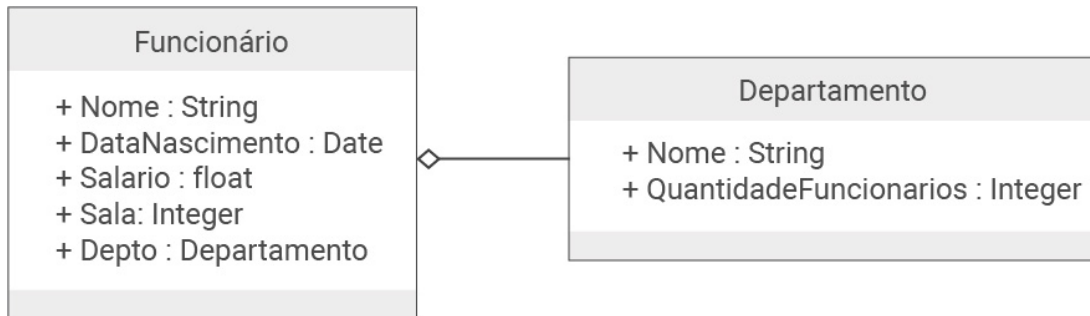 Funcionário
+ Nome : String
+ DataNascimento : Date
+ Salario : float
+ Sala: Integer
+ Depto : Departamento
Departamento
+ Nome : String
+ QuantidadeFuncionarios : Integer